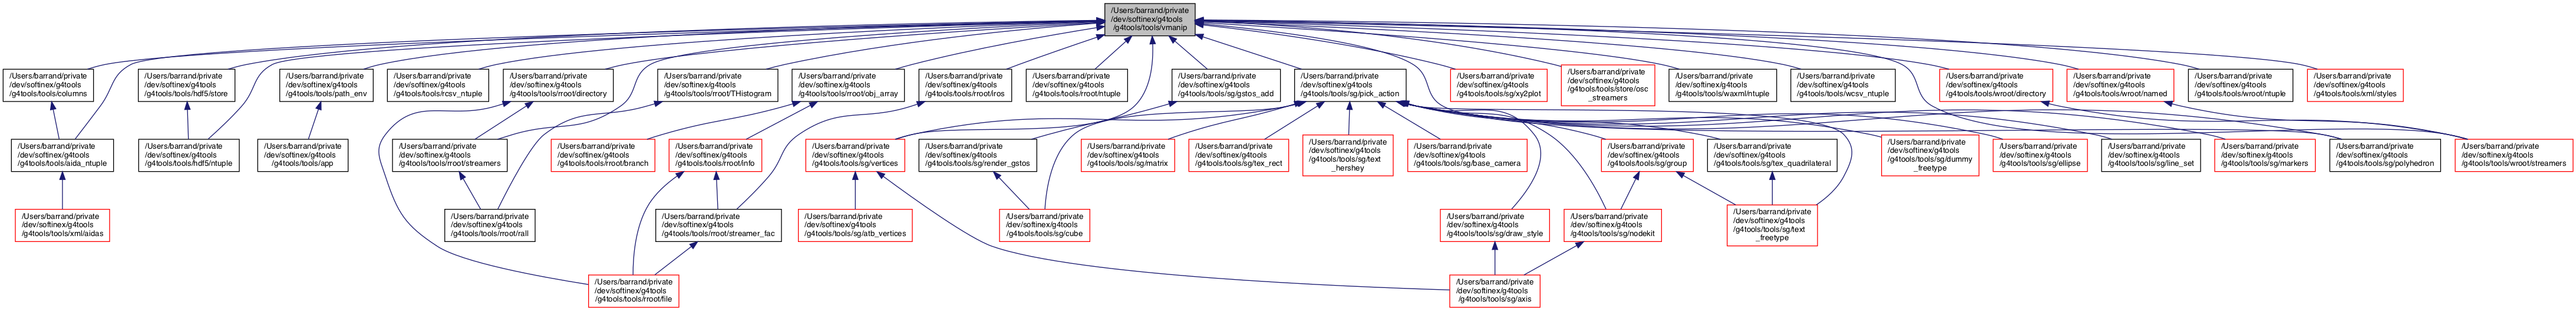 /Users/barrand/private
/dev/softinex/g4tools
/g4tools/tools/vmanip
/Users/barrand/private
/dev/softinex/g4tools
/g4tools/tools/columns
/Users/barrand/private
/dev/softinex/g4tools
/g4tools/tools/hdf5/store
/Users/barrand/private
/dev/softinex/g4tools
/g4tools/tools/path_env
/Users/barrand/private
/dev/softinex/g4tools
/g4tools/tools/rcsv_ntuple
/Users/barrand/private
/dev/softinex/g4tools
/g4tools/tools/rroot/directory
/Users/barrand/private
/dev/softinex/g4tools
/g4tools/tools/rroot/THistogram
/Users/barrand/private
/dev/softinex/g4tools
/g4tools/tools/rroot/obj_array
/Users/barrand/private
/dev/softinex/g4tools
/g4tools/tools/rroot/iros
/Users/barrand/private
/dev/softinex/g4tools
/g4tools/tools/rroot/ntuple
/Users/barrand/private
/dev/softinex/g4tools
/g4tools/tools/sg/gstos_add
/Users/barrand/private
/dev/softinex/g4tools
/g4tools/tools/sg/pick_action
/Users/barrand/private
/dev/softinex/g4tools
/g4tools/tools/sg/xy2plot
/Users/barrand/private
/dev/softinex/g4tools
/g4tools/tools/store/osc
_streamers
/Users/barrand/private
/dev/softinex/g4tools
/g4tools/tools/waxml/ntuple
/Users/barrand/private
/dev/softinex/g4tools
/g4tools/tools/wcsv_ntuple
/Users/barrand/private
/dev/softinex/g4tools
/g4tools/tools/wroot/directory
/Users/barrand/private
/dev/softinex/g4tools
/g4tools/tools/wroot/named
/Users/barrand/private
/dev/softinex/g4tools
/g4tools/tools/wroot/ntuple
/Users/barrand/private
/dev/softinex/g4tools
/g4tools/tools/xml/styles
/Users/barrand/private
/dev/softinex/g4tools
/g4tools/tools/aida_ntuple
/Users/barrand/private
/dev/softinex/g4tools
/g4tools/tools/hdf5/ntuple
/Users/barrand/private
/dev/softinex/g4tools
/g4tools/tools/app
/Users/barrand/private
/dev/softinex/g4tools
/g4tools/tools/rroot/streamers
/Users/barrand/private
/dev/softinex/g4tools
/g4tools/tools/rroot/branch
/Users/barrand/private
/dev/softinex/g4tools
/g4tools/tools/rroot/info
/Users/barrand/private
/dev/softinex/g4tools
/g4tools/tools/sg/vertices
/Users/barrand/private
/dev/softinex/g4tools
/g4tools/tools/sg/render_gstos
/Users/barrand/private
/dev/softinex/g4tools
/g4tools/tools/sg/matrix
/Users/barrand/private
/dev/softinex/g4tools
/g4tools/tools/sg/tex_rect
/Users/barrand/private
/dev/softinex/g4tools
/g4tools/tools/sg/text
_hershey
/Users/barrand/private
/dev/softinex/g4tools
/g4tools/tools/sg/base_camera
/Users/barrand/private
/dev/softinex/g4tools
/g4tools/tools/sg/group
/Users/barrand/private
/dev/softinex/g4tools
/g4tools/tools/sg/tex_quadrilateral
/Users/barrand/private
/dev/softinex/g4tools
/g4tools/tools/sg/dummy
_freetype
/Users/barrand/private
/dev/softinex/g4tools
/g4tools/tools/sg/ellipse
/Users/barrand/private
/dev/softinex/g4tools
/g4tools/tools/sg/line_set
/Users/barrand/private
/dev/softinex/g4tools
/g4tools/tools/sg/markers
/Users/barrand/private
/dev/softinex/g4tools
/g4tools/tools/sg/polyhedron
/Users/barrand/private
/dev/softinex/g4tools
/g4tools/tools/wroot/streamers
/Users/barrand/private
/dev/softinex/g4tools
/g4tools/tools/xml/aidas
/Users/barrand/private
/dev/softinex/g4tools
/g4tools/tools/rroot/rall
/Users/barrand/private
/dev/softinex/g4tools
/g4tools/tools/rroot/streamer_fac
/Users/barrand/private
/dev/softinex/g4tools
/g4tools/tools/sg/atb_vertices
/Users/barrand/private
/dev/softinex/g4tools
/g4tools/tools/sg/cube
/Users/barrand/private
/dev/softinex/g4tools
/g4tools/tools/sg/draw_style
/Users/barrand/private
/dev/softinex/g4tools
/g4tools/tools/sg/nodekit
/Users/barrand/private
/dev/softinex/g4tools
/g4tools/tools/sg/text
_freetype
/Users/barrand/private
/dev/softinex/g4tools
/g4tools/tools/rroot/file
/Users/barrand/private
/dev/softinex/g4tools
/g4tools/tools/sg/axis